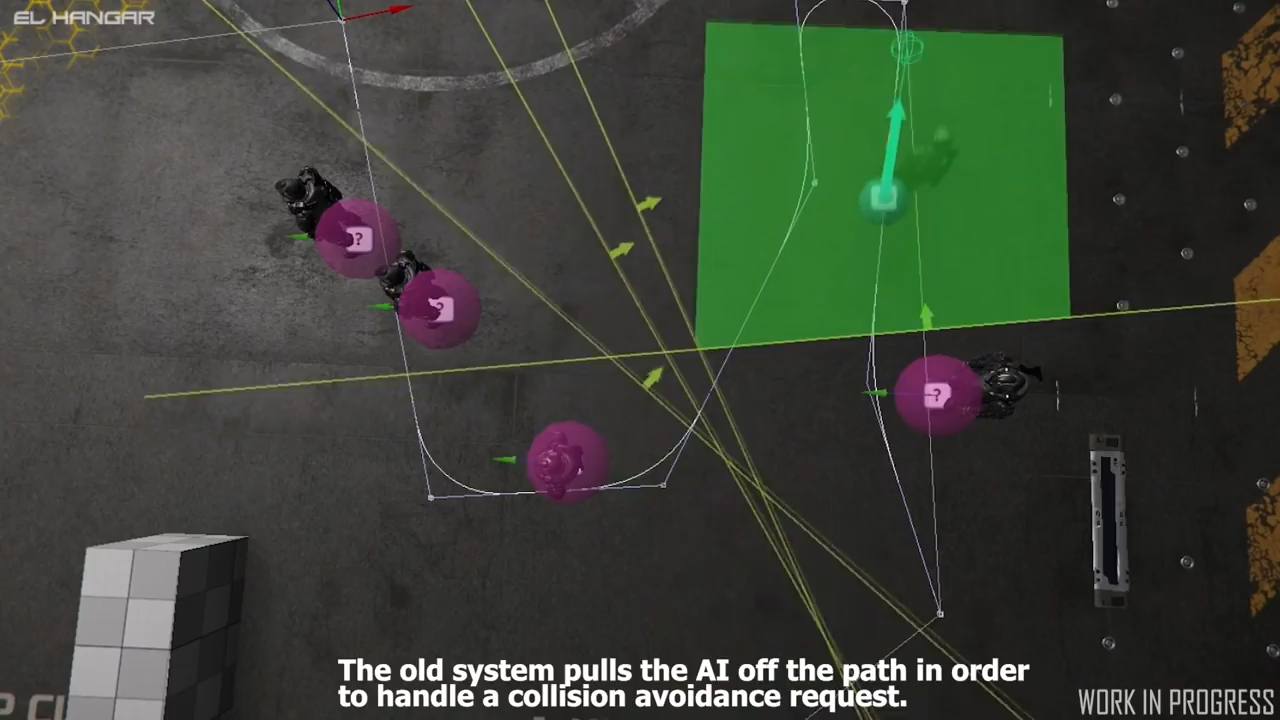 EL HANGAR
?
?
?
The old system pulls the AI off the path in order
to handle a collision avoidance request.
WORK IN PROGRESS